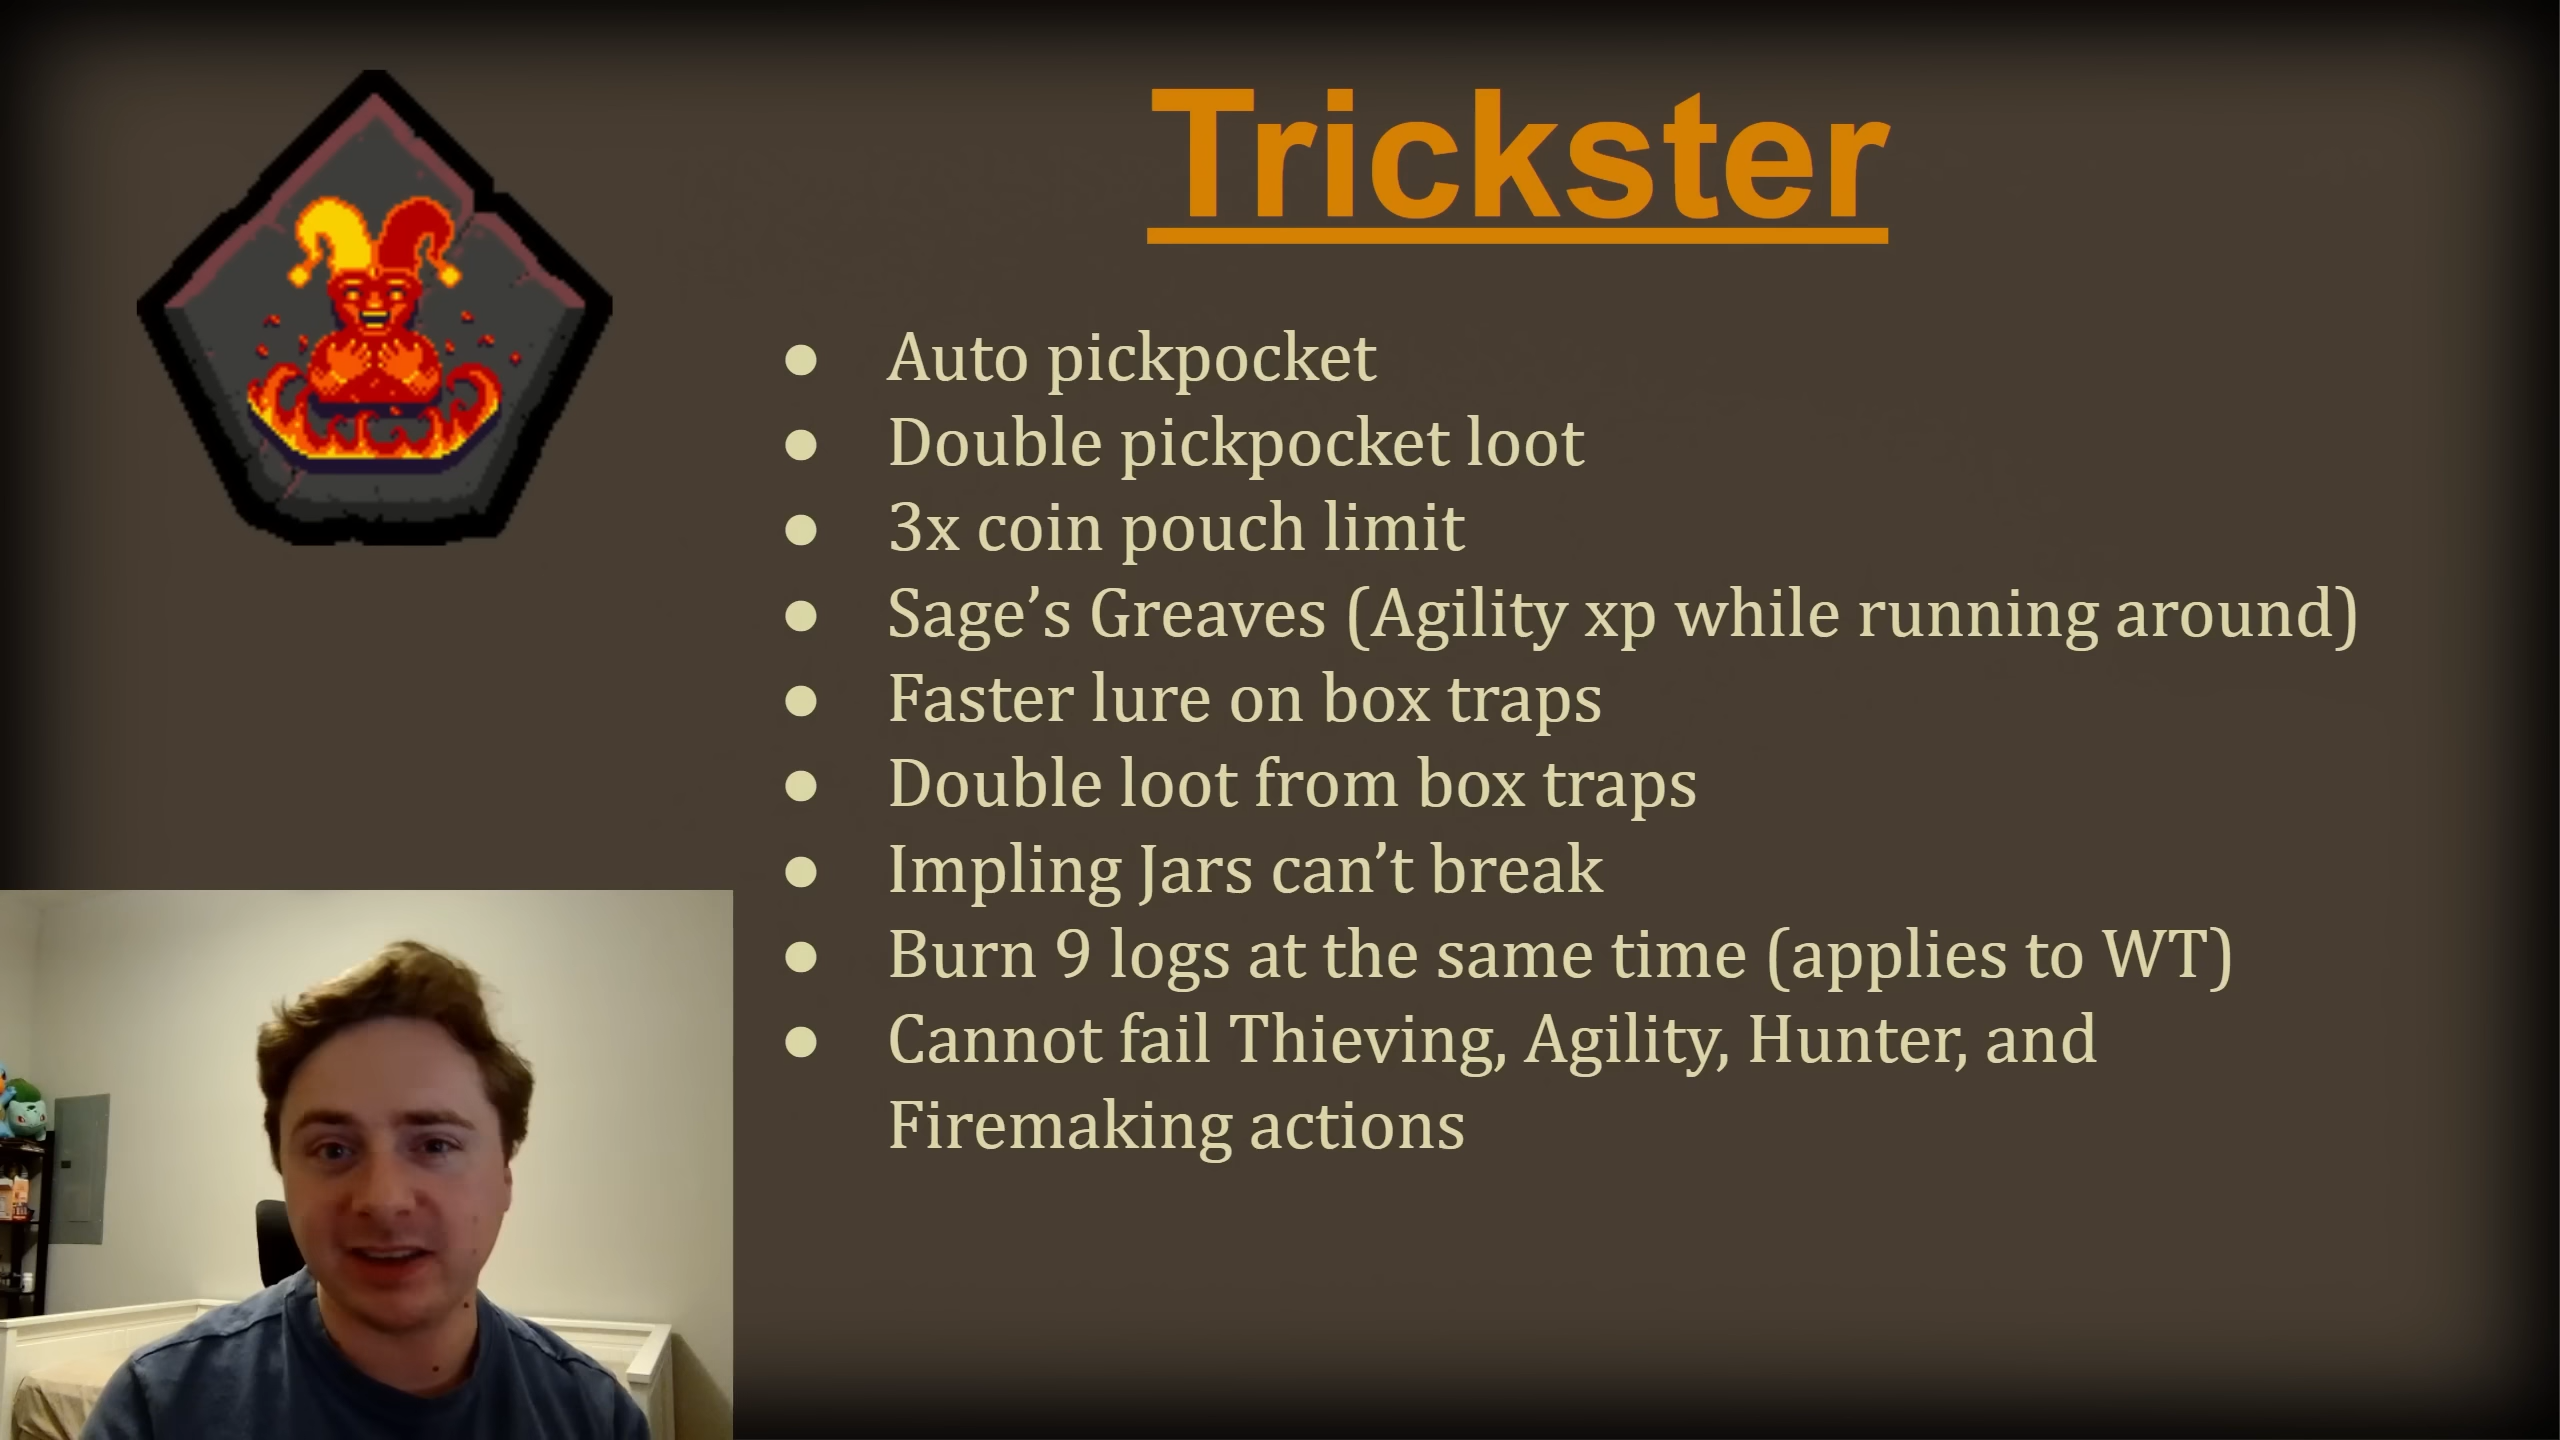 Trickster
● Auto pickpocket
● Double pickpocket loot
● 3x coin pouch limit
● Sage’s Greaves (Agility xp while running around)
● Faster lure on box traps
● Double loot from box traps
● Impling Jars can’t break
● Burn 9 logs at the same time (applies to WT)
● Cannot fail Thieving, Agility, Hunter, and
Firemaking actions